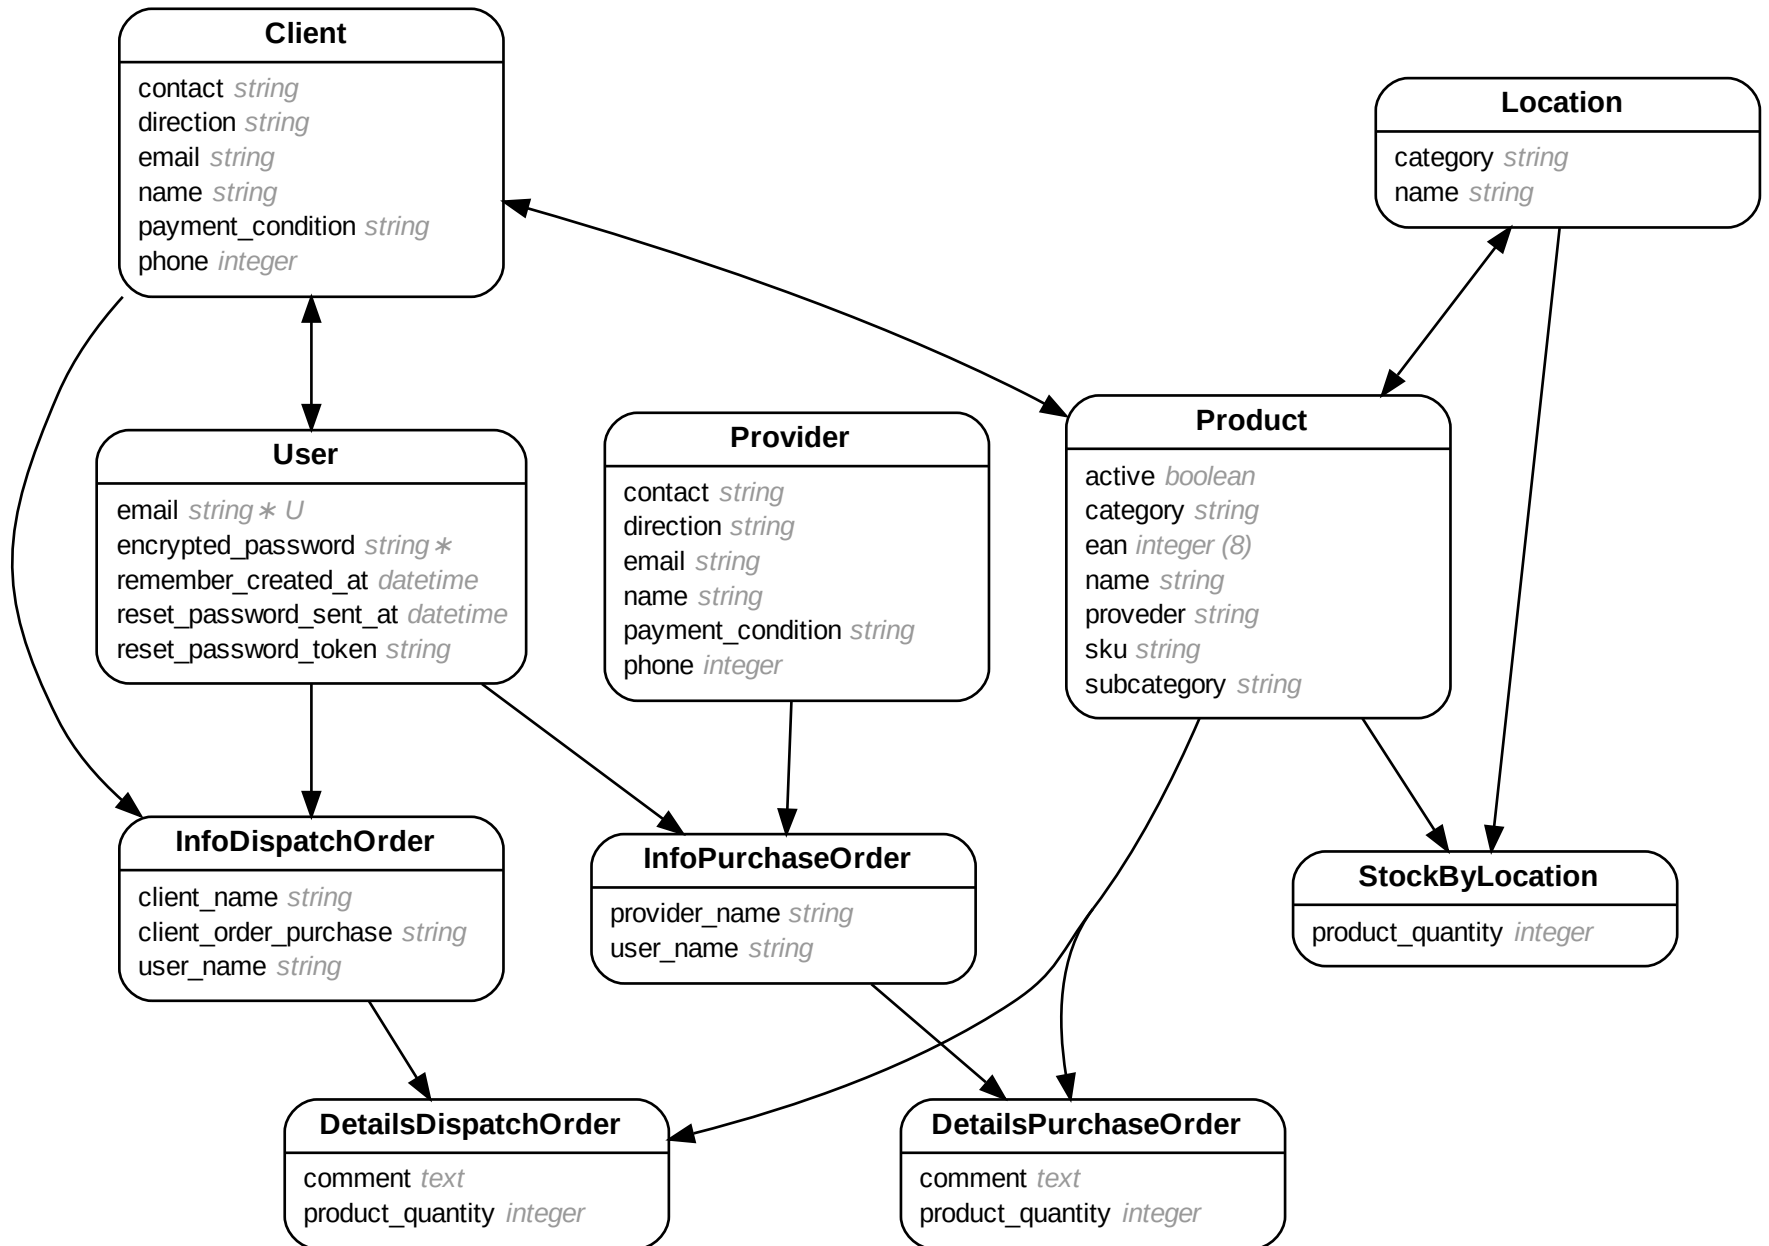 Client
contact string
direction string
email string
name string
payment_condition string
phone integer
Location
category string
name string
User
email string∗ U
encrypted_password string∗
remember_created_at datetime
reset_password_sent_at datetime
reset_password_token string
Provider
contact string
direction string
email string
name string
payment_condition string
phone integer
Product
active boolean
category string
ean integer (8)
name string
proveder string
sku string
subcategory string
InfoDispatchOrder
client_name string
client_order_purchase string
user_name string
InfoPurchaseOrder
provider_name string
user_name string
StockByLocation
product_quantity integer
DetailsDispatchOrder
comment text
product_quantity integer
DetailsPurchaseOrder
comment text
product_quantity integer